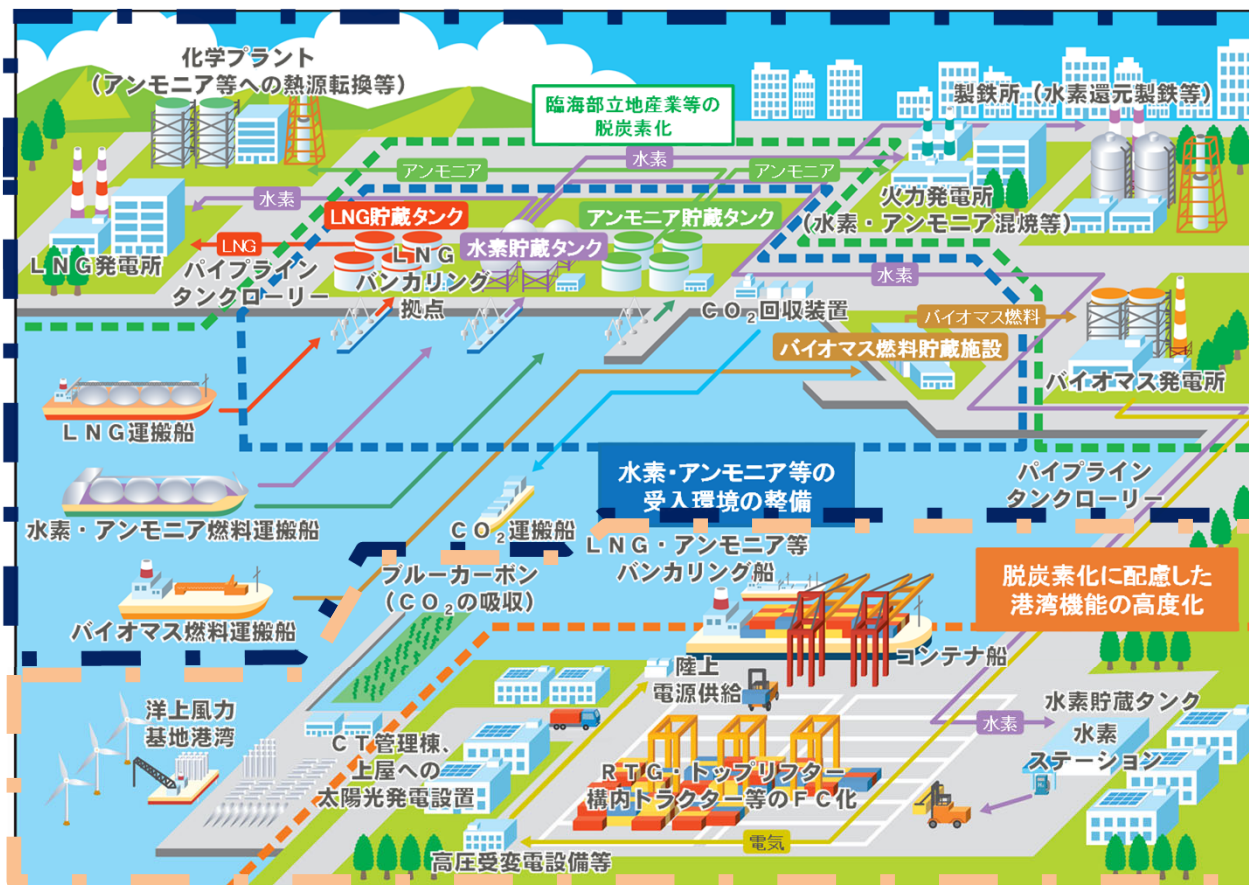 化学プラント
(アンモニア等への熱源転換等)
臨海部立地産業等の
脱炭素化
製鉄所(水素還元製鉄等)
水素
アンモニア
アンモニア
水素
LNG貯蔵タンク
アンモニア貯蔵タンク
火力発電所
(水素・アンモニア混焼等)
LNG
水素貯蔵タンク
LNG発電所
パイプライン
タンクローリー
LNG
バンカリング
拠点
水素
CO₂回収装置
バイオマス燃料
バイオマス燃料貯蔵施設
バイオマス発電所
LNG運搬船
水素・アンモニア等の
受入環境の整備
パイプライン
タンクローリー
水素・アンモニア燃料運搬船
CO₂運搬船
LNG・アンモニア等
バンカリング船
ブルーカーボン
(CO₂の吸収)
脱炭素化に配慮した
港湾機能の高度化
バイオマス燃料運搬船
コンテナ船
陸上
電源供給
洋上風力
基地港湾
水素貯蔵タンク
水素
水素
ステーション
CT管理棟、
上屋への
太陽光発電設置
RTG・トップリフター
構内トラクター等のFC化
電気
高圧受変電設備等